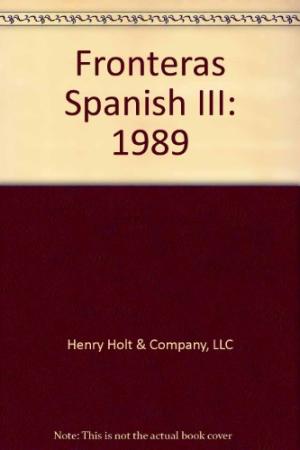 Fronteras
Spanish III:
1989
Henry Holt & Company, LLC
Note: This is not the actual book cover